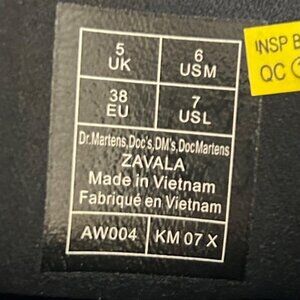 5 6
UK USM
38 7
EU USL
Dr.Martens,Doc's,DM's,DocMartens
ZAVALA
Made in Vietnam
Fabriqué en Vietnam
AW004 KM 07 X
INSP B
QC